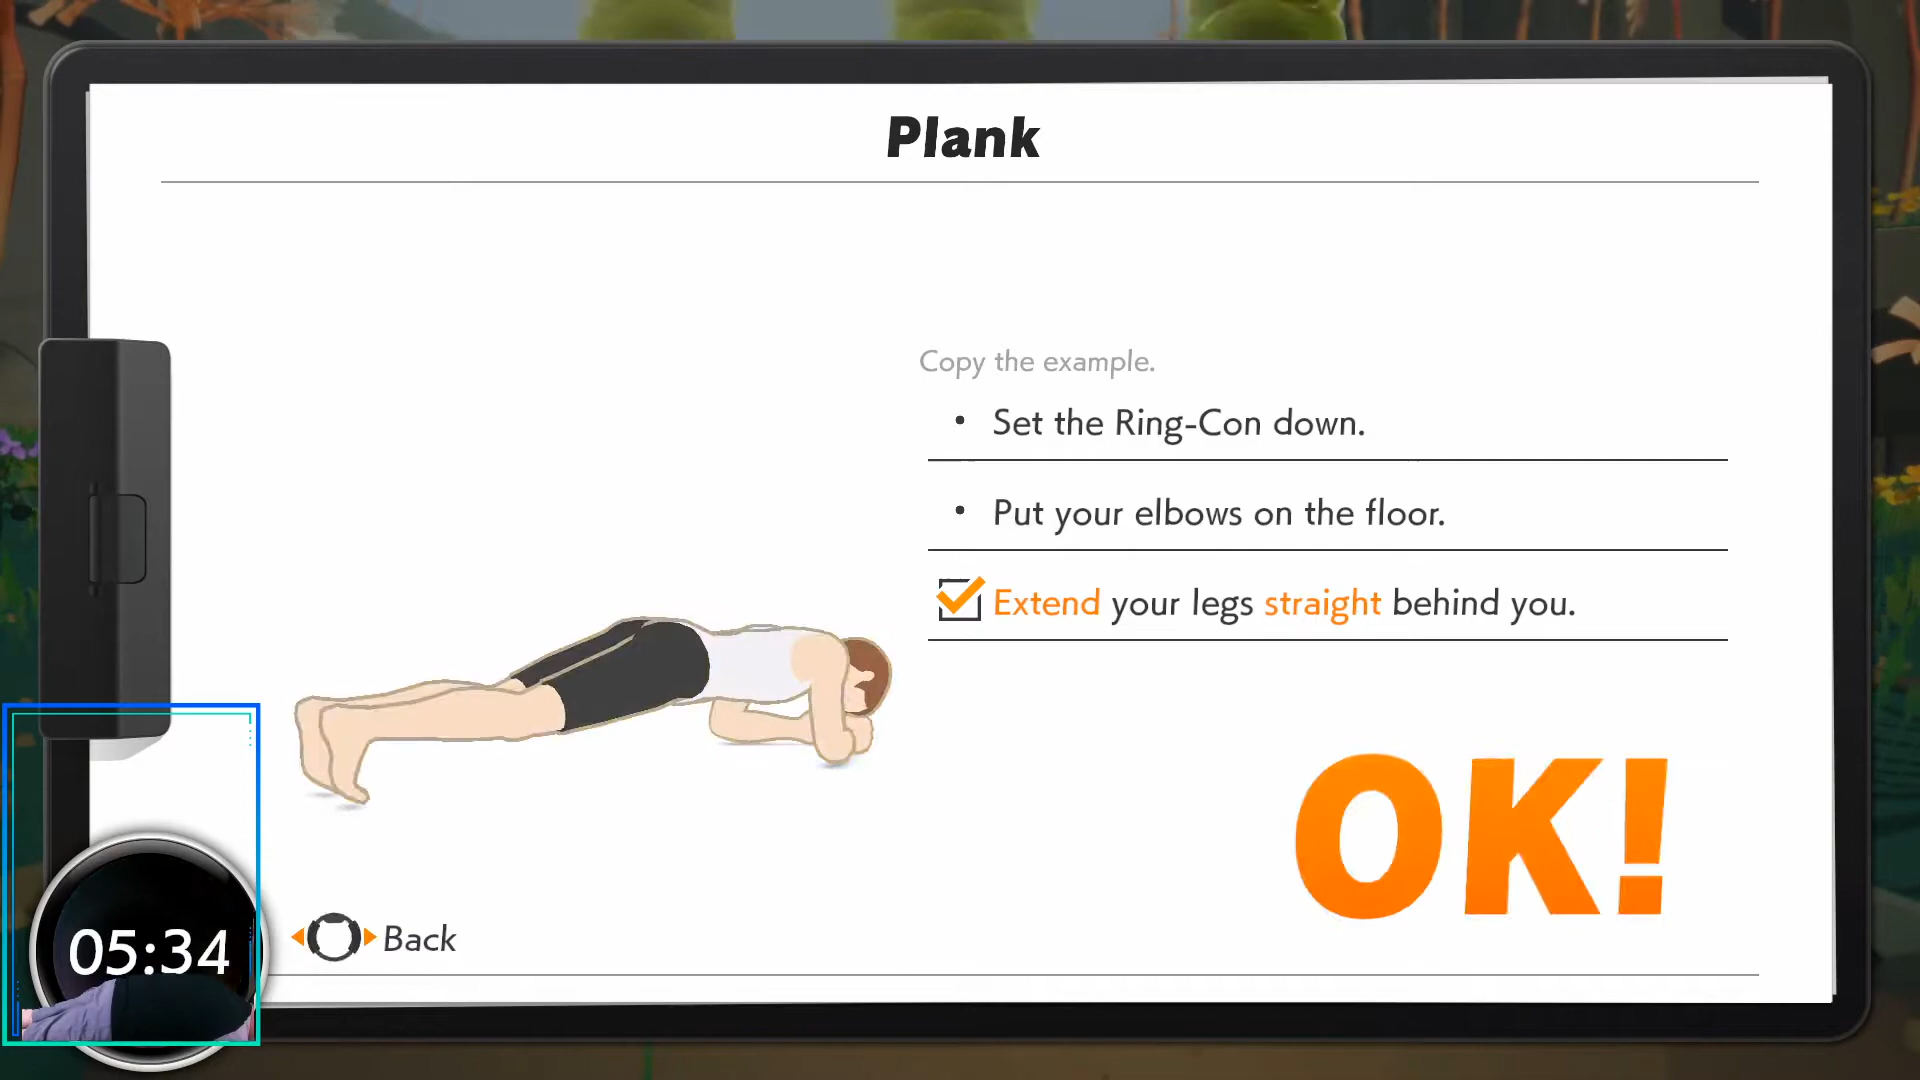 Plank
Copy the example.
• Set the Ring-Con down.
• Put your elbows on the floor.
Extend your legs straight behind you.
OK!
05:34
Back